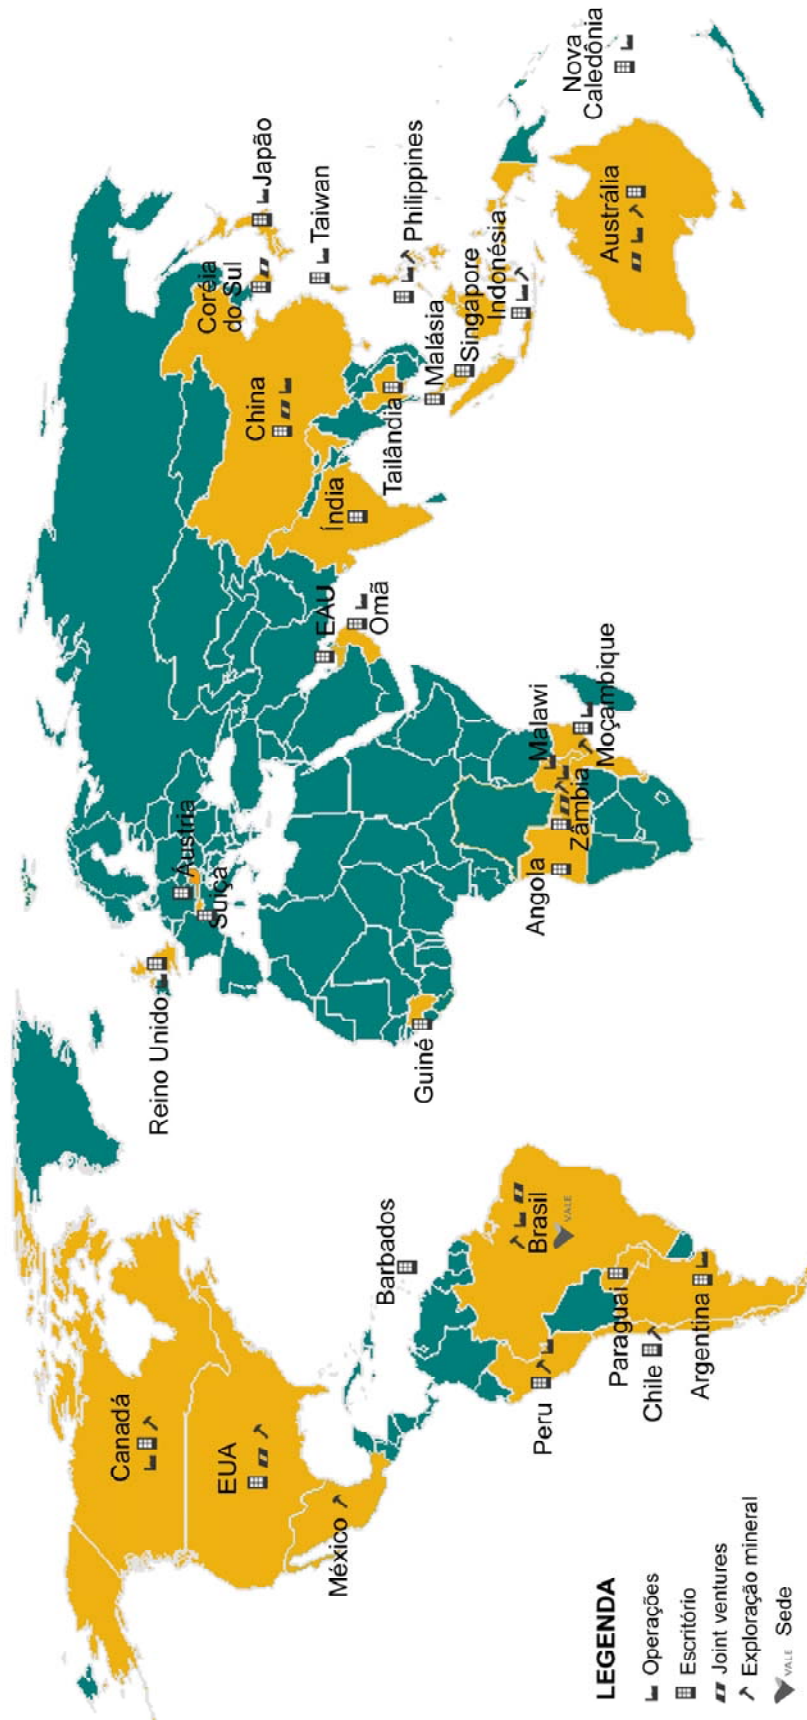 Canadá
EUA
México
Barbados
Brasil
VALE
Peru
Paraguai
Chile
Argentina
Reino Unido
Áustria
Suíça
Guiné
Angola
Zâmbia
Malawi
Moçambique
EAU
Omã
Índia
China
Coréia
do Sul
Japão
Taiwan
Philippines
Tailândia
Malásia
Singapore
Indonésia
Austrália
Nova
Caledônia
LEGENDA
Operações
Escritório
Joint ventures
Exploração mineral
VALE Sede